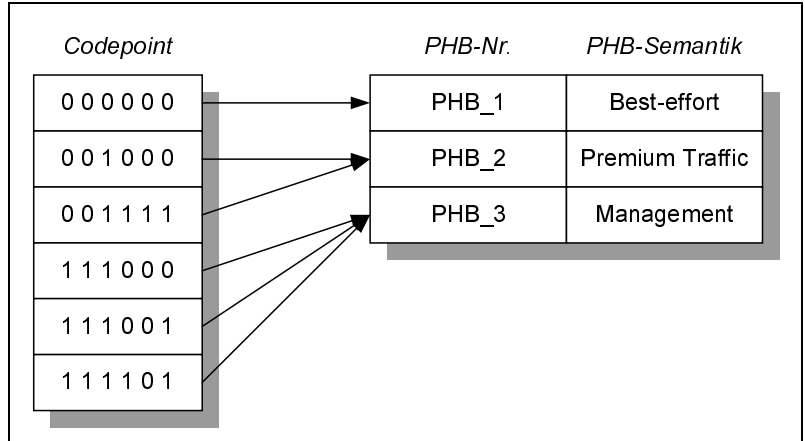 Codepoint PHB-Nr. PHB-Semantik
0 0 0 0 0 0 PHB_1 Best-effort
0 0 1 0 0 0 PHB_2 Premium Traffic
0 0 1 1 1 1 PHB_3 Management
1 1 1 0 0 0
1 1 1 0 0 1
1 1 1 1 0 1